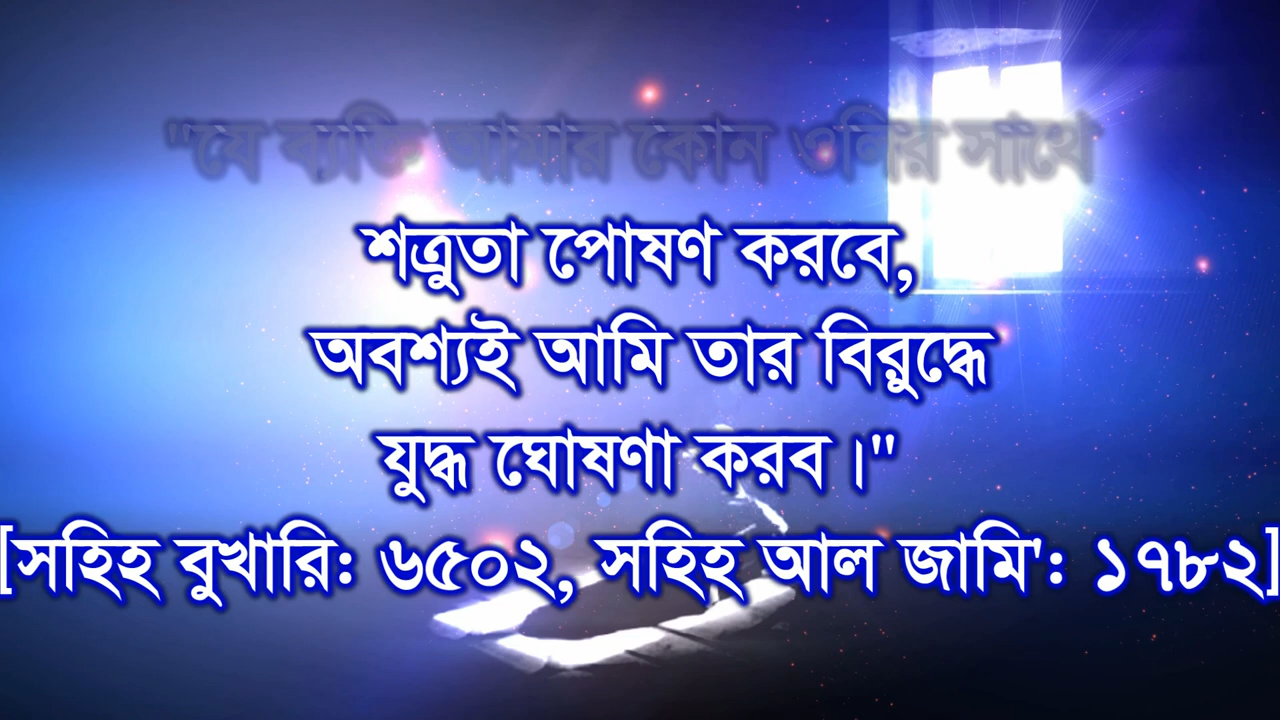 "যে ব্যক্তি আমার কোন ওলির সাথে
শত্রুতা পোষণ করবে,
অবশ্যই আমি তার বিরুদ্ধে
যুদ্ধ ঘোষণা করব।"
[সহিহ বুখারি: ৬৫০২, সহিহ আল জামি': ১৭৮২]